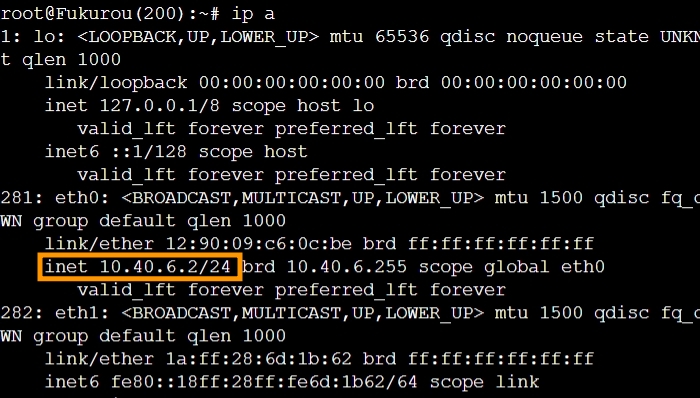 root@Fukurou(200):~# ip a
1: lo: <LOOPBACK,UP,LOWER_UP> mtu 65536 qdisc noqueue state UNKN
t qlen 1000
    link/loopback 00:00:00:00:00:00 brd 00:00:00:00:00:00
    inet 127.0.0.1/8 scope host lo
       valid_lft forever preferred_lft forever
    inet6 ::1/128 scope host
       valid_lft forever preferred_lft forever
281: eth0: <BROADCAST,MULTICAST,UP,LOWER_UP> mtu 1500 qdisc fq_c
WN group default qlen 1000
    link/ether 12:90:09:c6:0c:be brd ff:ff:ff:ff:ff:ff
    inet 10.40.6.2/24 brd 10.40.6.255 scope global eth0
       valid_lft forever preferred_lft forever
282: eth1: <BROADCAST,MULTICAST,UP,LOWER_UP> mtu 1500 qdisc fq_c
WN group default qlen 1000
    link/ether 1a:ff:28:6d:1b:62 brd ff:ff:ff:ff:ff:ff
    inet6 fe80::18ff:28ff:fe6d:1b62/64 scope link